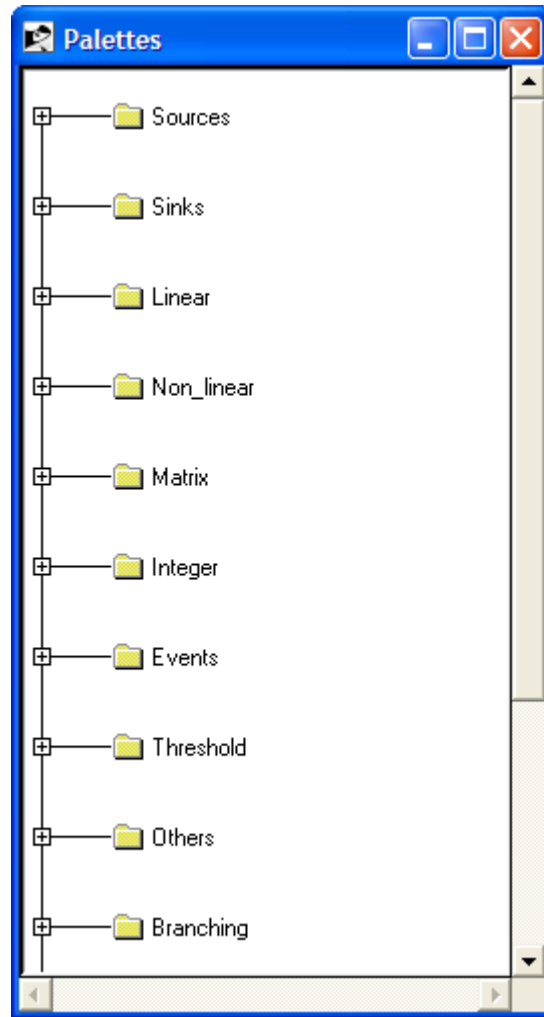 Palettes
Sources
Sinks
Linear
Non_linear
Matrix
Integer
Events
Threshold
Others
Branching